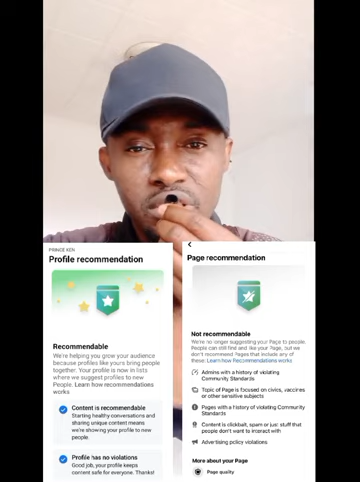 PRINCE KEN
Profile recommendation
Recommended
We're helping you grow your audience
because profiles like yours bring people
together. Your profile is now in lists
where we suggest profiles to new
People. Learn how recommendations
works
Content is recommendable
Starting healthy conversations and
sharing unique content means
we're showing your profile to new
people.
Profile has no violations
Good job, your profile keeps
content safe for everyone. Thanks!
Page recommendation
Not recommendable
We're no longer suggesting your Page to people.
People can still find and like your Page, but we
don't recommend Pages that include any of
these: Learn how Recommendations works
Admins with a history of violating
Community Standards
Topic of Page is focused on civics, vaccines
or other sensitive subjects
Pages with a history of violating Community
Standards
Content is clickbait, spam or just stuff that
people don't want to interact with
Advertising policy violations
More about your Page
Page quality